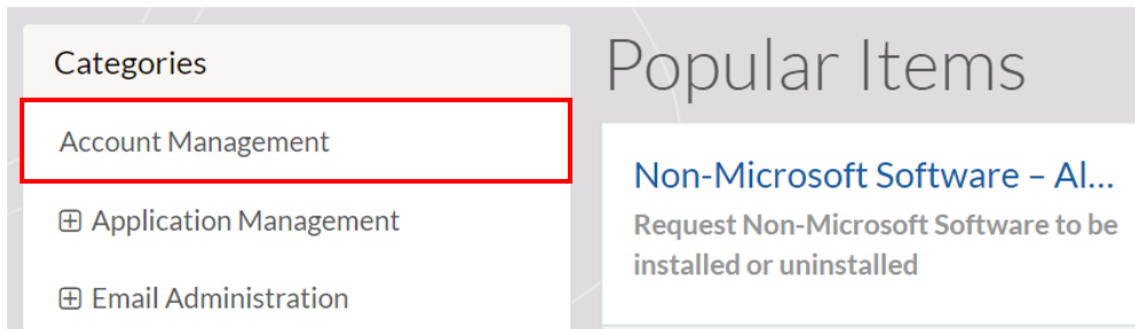 Categories
Account Management
Application Management
Email Administration
Popular Items
Non-Microsoft Software – Al...
Request Non-Microsoft Software to be
installed or uninstalled